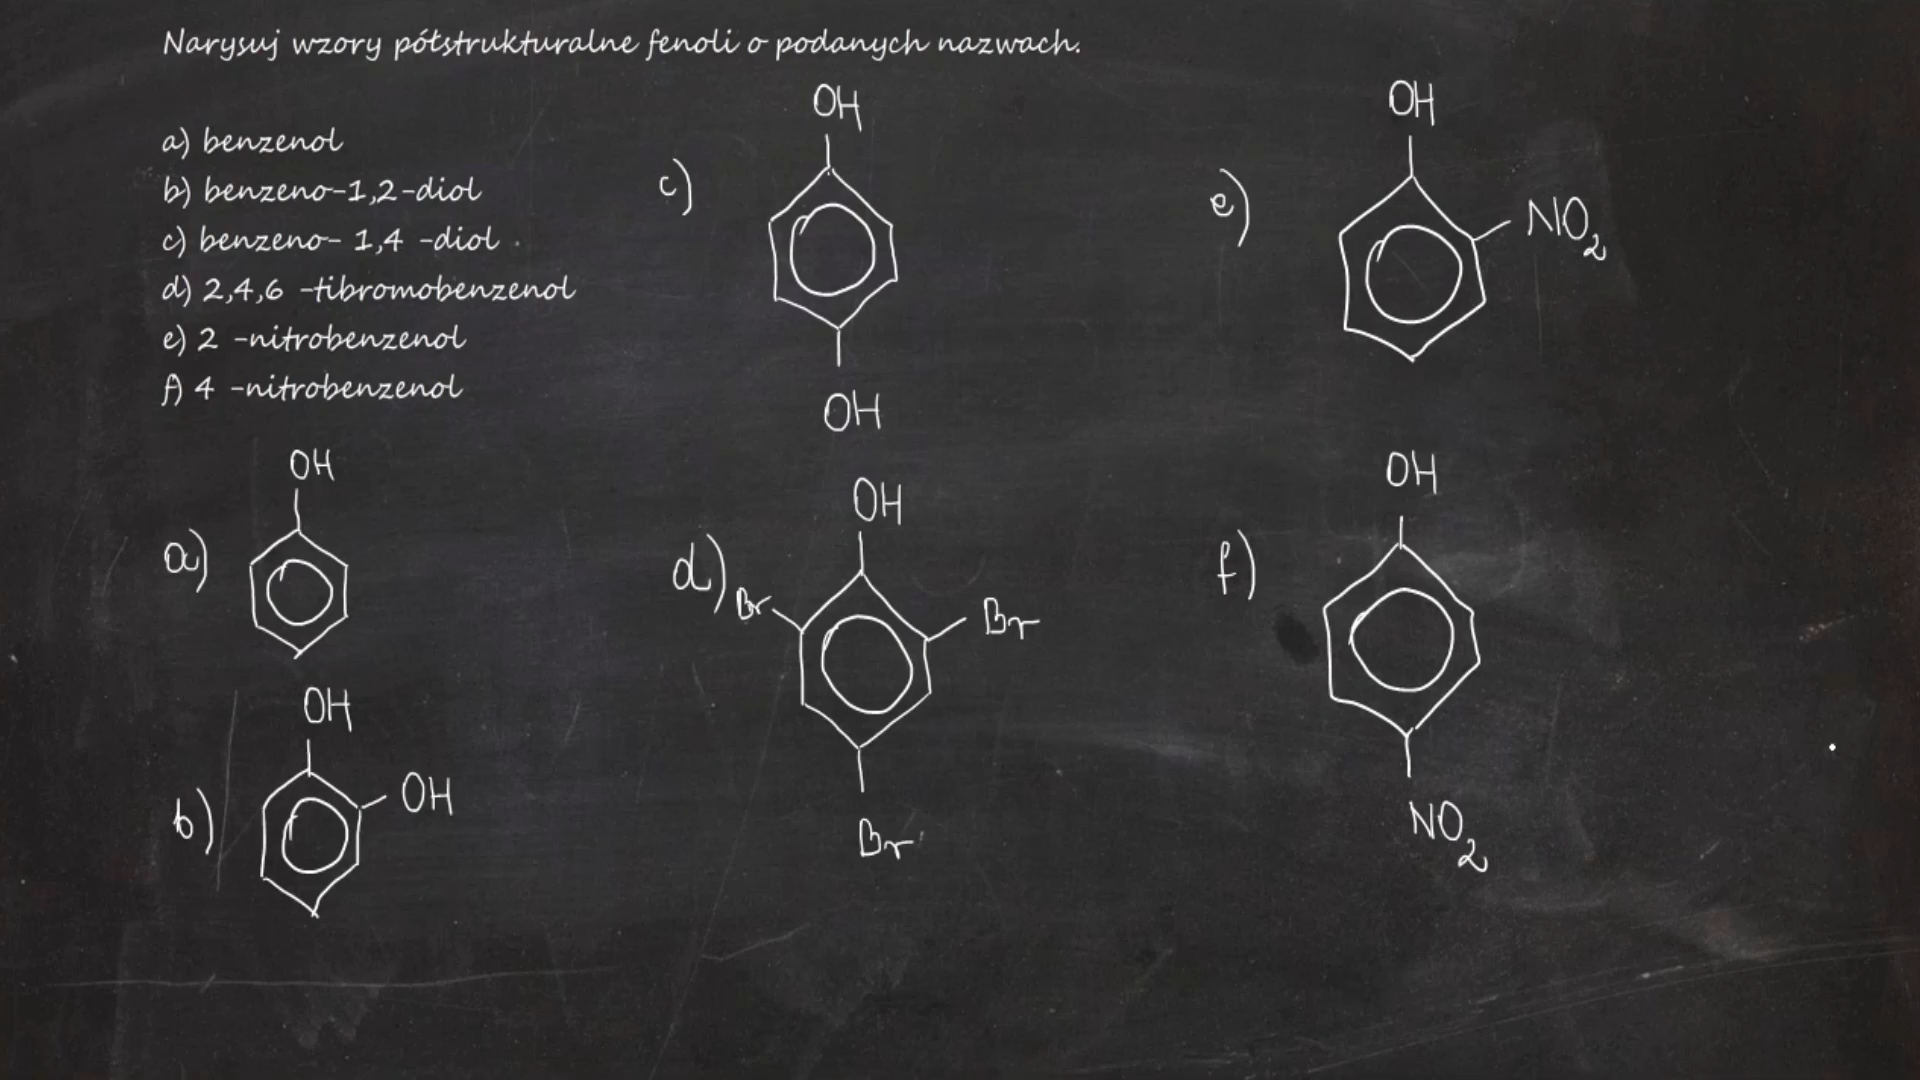 Narysuj wzory półstrukturalne fenoli o podanych nazwach.
a) benzenol
b) benzeno-1,2-diol
c) benzeno- 1,4 -diol
d) 2,4,6 -tibromobenzenol
e) 2 -nitrobenzenol
f) 4 -nitrobenzenol
a)
OH
b)
OH
OH
c)
OH
OH
d)
OH
Br
Br
Br
e)
OH
NO2
f)
OH
NO2